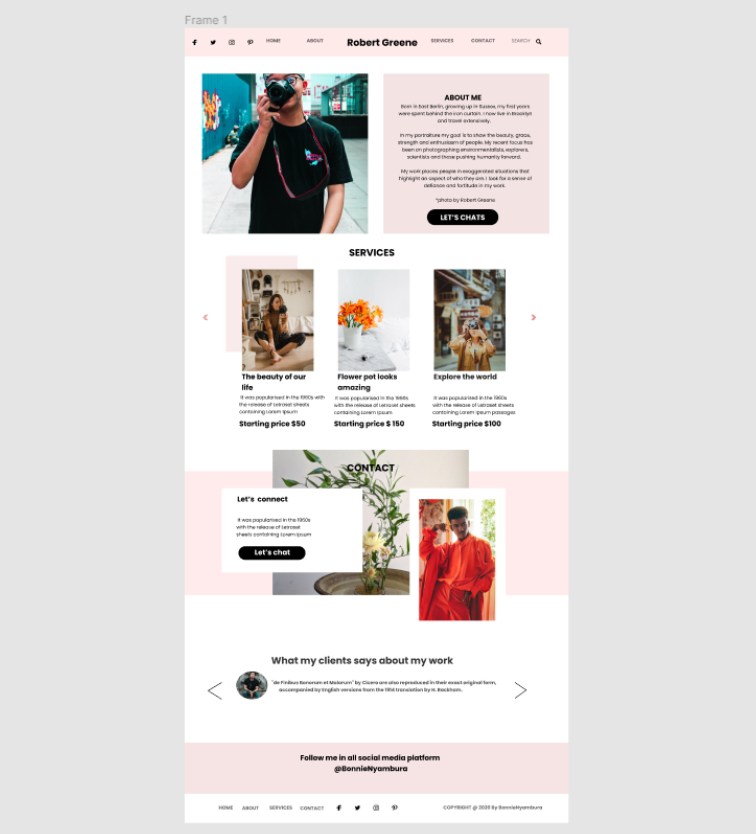 Frame 1
HOME ABOUT Robert Greene SERVICES CONTACT SEARCH
ABOUT ME
Born in East Berlin, growing up in Russia, my first years
were spent behind the iron curtain. I now live in Brooklyn
and travel extensively.
In my portraiture my goal is to show the beauty, grace,
strength and enthusiasm of people. My recent focus has
been on photographing environmentalists, explorers,
scientists and those pushing humanity forward.
My work places people in exaggerated situations that
highlight an aspect of who they are. I look for a sense of
defiance and fortitude in my work.
*photo by Robert Greene
LET'S CHATS
SERVICES
The beauty of our
life
It was popularised in the 1960s with
the release of Letraset sheets
containing Lorem Ipsum
Starting price $50
Flower pot looks
amazing
It was popularised in the 1960s
with the release of Letraset sheets
containing Lorem Ipsum
Starting price $ 150
Explore the world
It was popularised in the 1960s
with the release of Letraset sheets
containing Lorem Ipsum passages
Starting price $100
CONTACT
Let's connect
It was popularised in the 1960s
with the release of Letraset
sheets containing Lorem Ipsum
Let's chat
What my clients says about my work
"de Finibus Bonorum et Malorum" by Cicero are also reproduced in their exact original form,
accompanied by English versions from the 1914 translation by H. Rackham.
Follow me in all social media platform
@BonnieNyambura
HOME ABOUT SERVICES CONTACT COPYRIGHT @ 2020 By BonnieNyambura